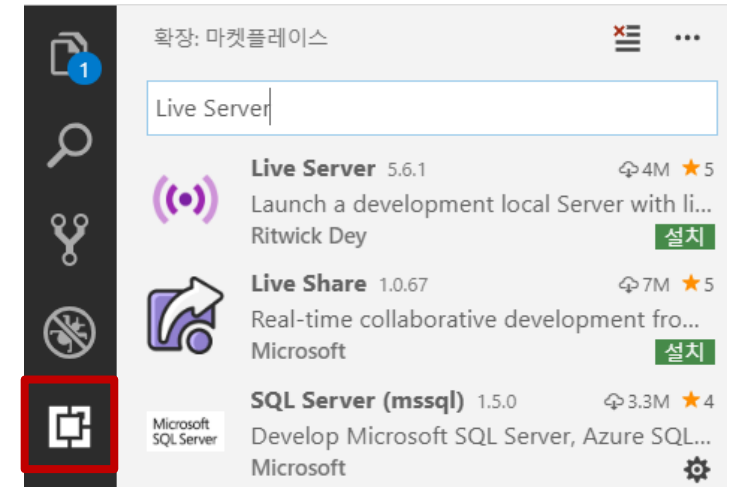 확장: 마켓플레이스
1
Live Server
Live Server 5.6.1 4M ★5
Launch a development local Server with li...
Ritwick Dey 설치
Live Share 1.0.67 7M ★5
Real-time collaborative development fro...
Microsoft 설치
SQL Server (mssql) 1.5.0 3.3M ★4
Microsoft
SQL Server
Develop Microsoft SQL Server, Azure SQL...
Microsoft